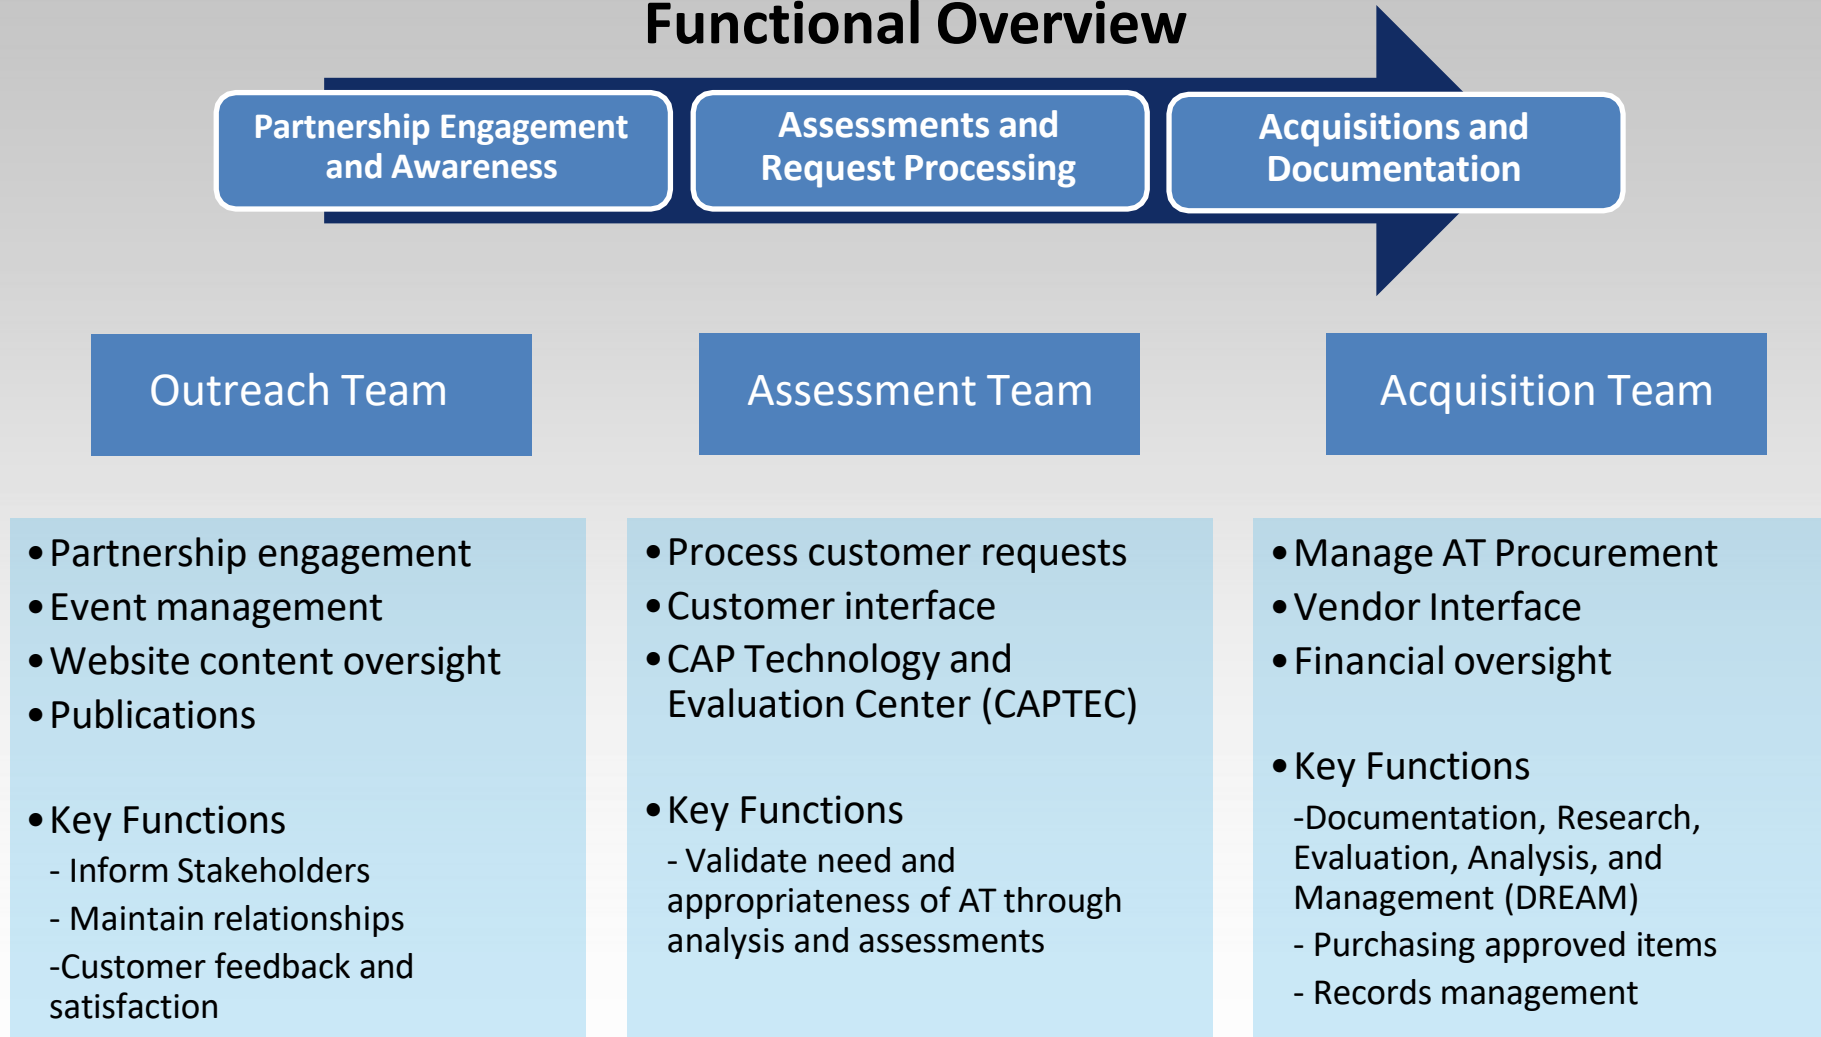 Functional Overview
Partnership Engagement
and Awareness
Assessments and
Request Processing
Acquisitions and
Documentation
Outreach Team
•Partnership engagement
•Event management
•Website content oversight
•Publications
•Key Functions
- Inform Stakeholders
- Maintain relationships
-Customer feedback and
satisfaction
Assessment Team
•Process customer requests
•Customer interface
•CAP Technology and
Evaluation Center (CAPTEC)
•Key Functions
- Validate need and
appropriateness of AT through
analysis and assessments
Acquisition Team
•Manage AT Procurement
•Vendor Interface
•Financial oversight
•Key Functions
-Documentation, Research,
Evaluation, Analysis, and
Management (DREAM)
- Purchasing approved items
- Records management